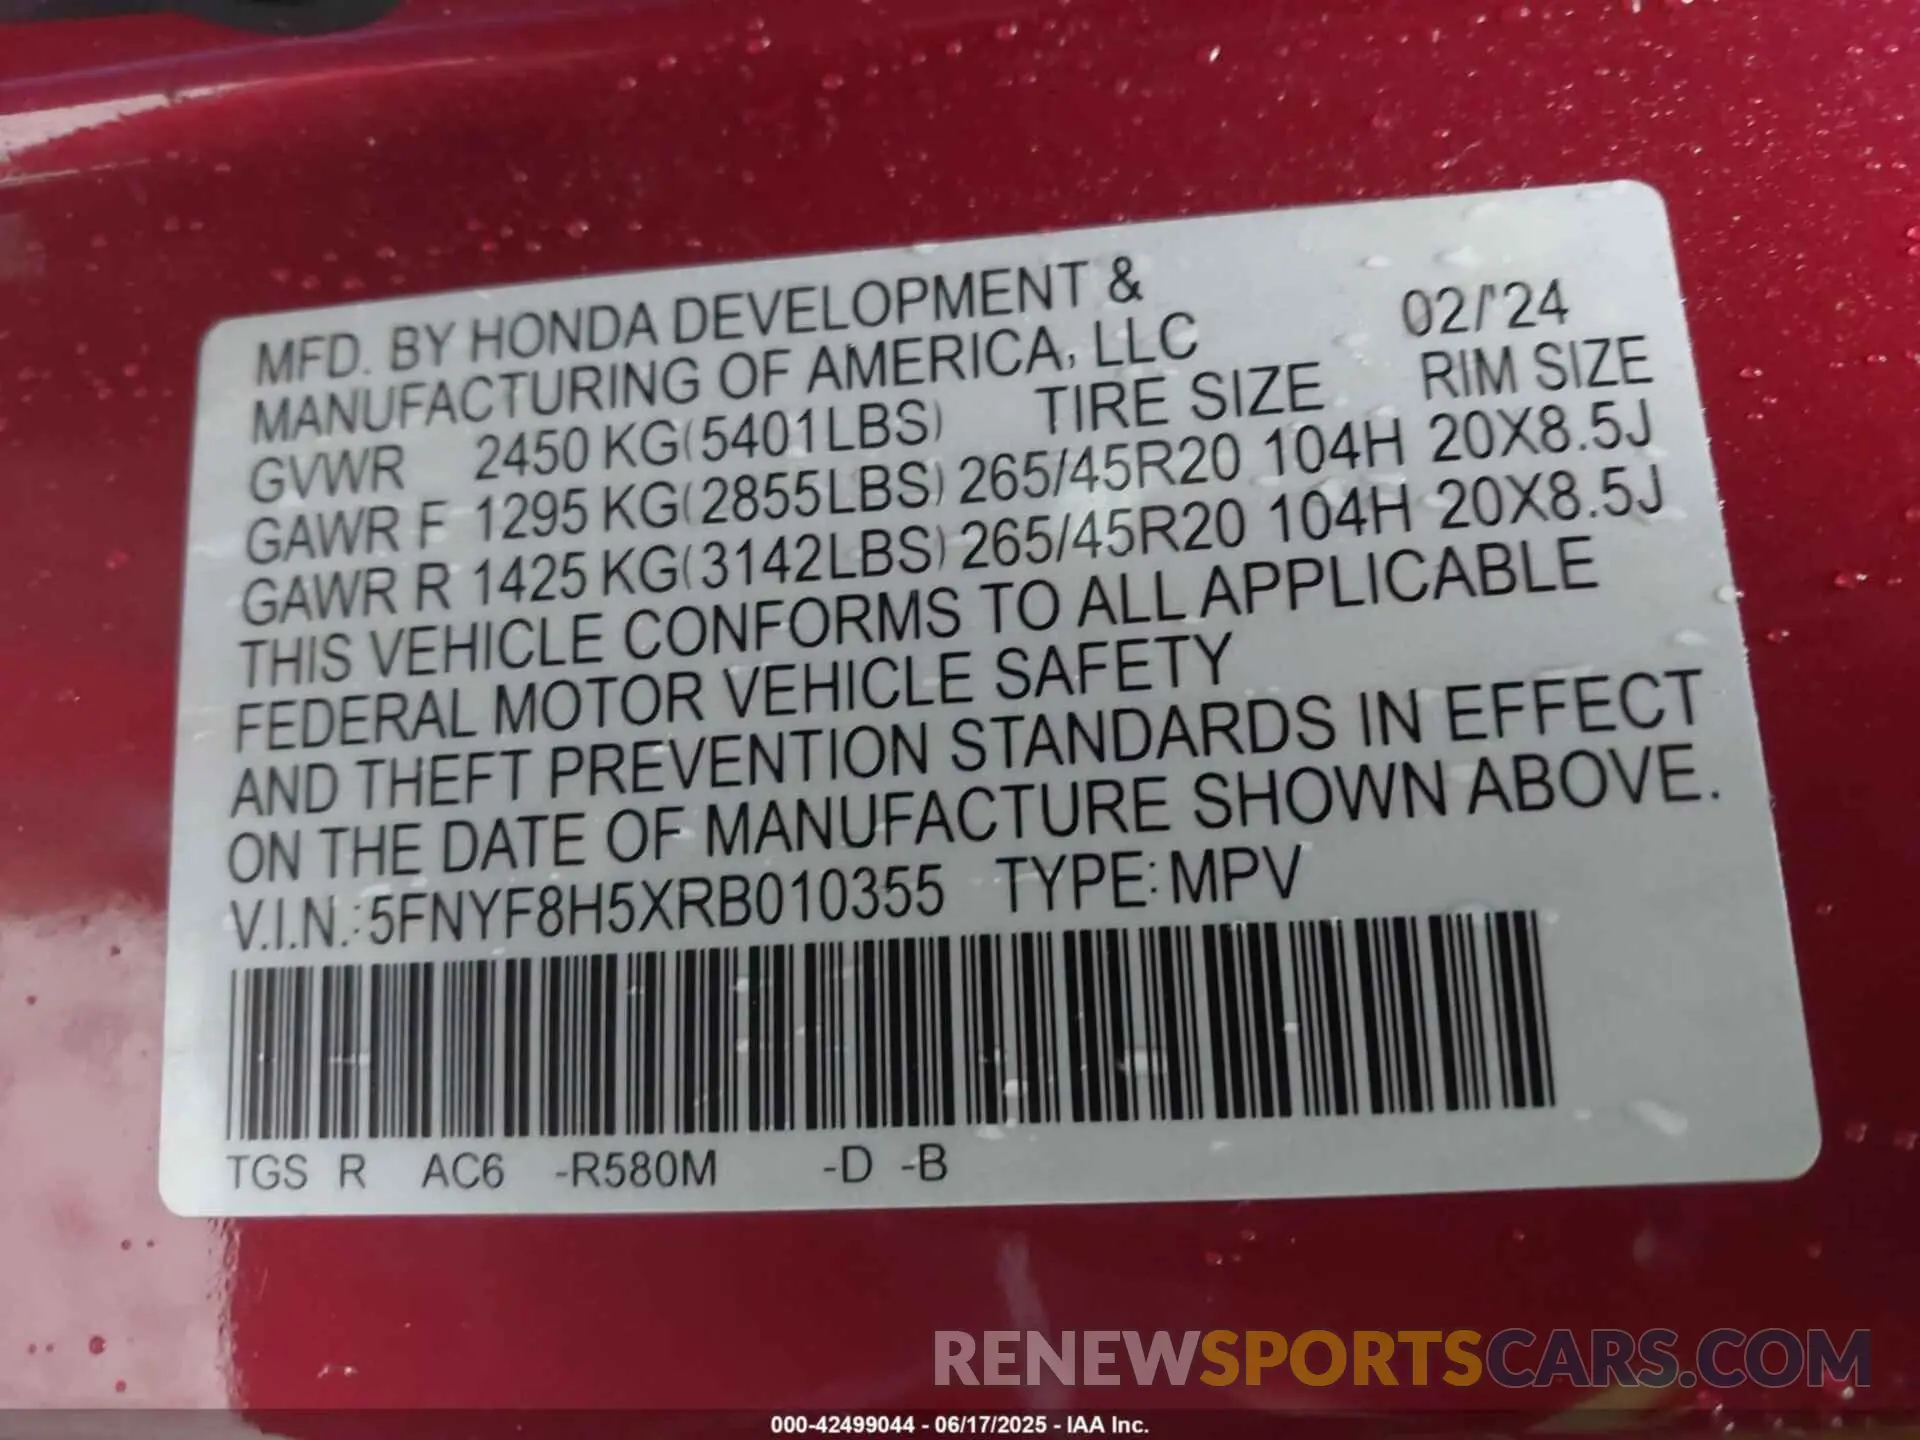 MFD. BY HONDA DEVELOPMENT & 02/'24
MANUFACTURING OF AMERICA, LLC
TIRE SIZE RIM SIZE
GVWR 2450 KG(5401LBS)
GAWR F 1295 KG(2855LBS) 265/45R20 104H 20X8.5J
GAWR R 1425 KG(3142LBS) 265/45R20 104H 20X8.5J
THIS VEHICLE CONFORMS TO ALL APPLICABLE
FEDERAL MOTOR VEHICLE SAFETY
AND THEFT PREVENTION STANDARDS IN EFFECT
ON THE DATE OF MANUFACTURE SHOWN ABOVE.
V.I.N.:5FNYF8H5XRB010355 TYPE:MPV
TGS R AC6 -R580M -D -B
RENEWSPORTSCARS.COM
000-42499044 - 06/17/2025 - IAA Inc.